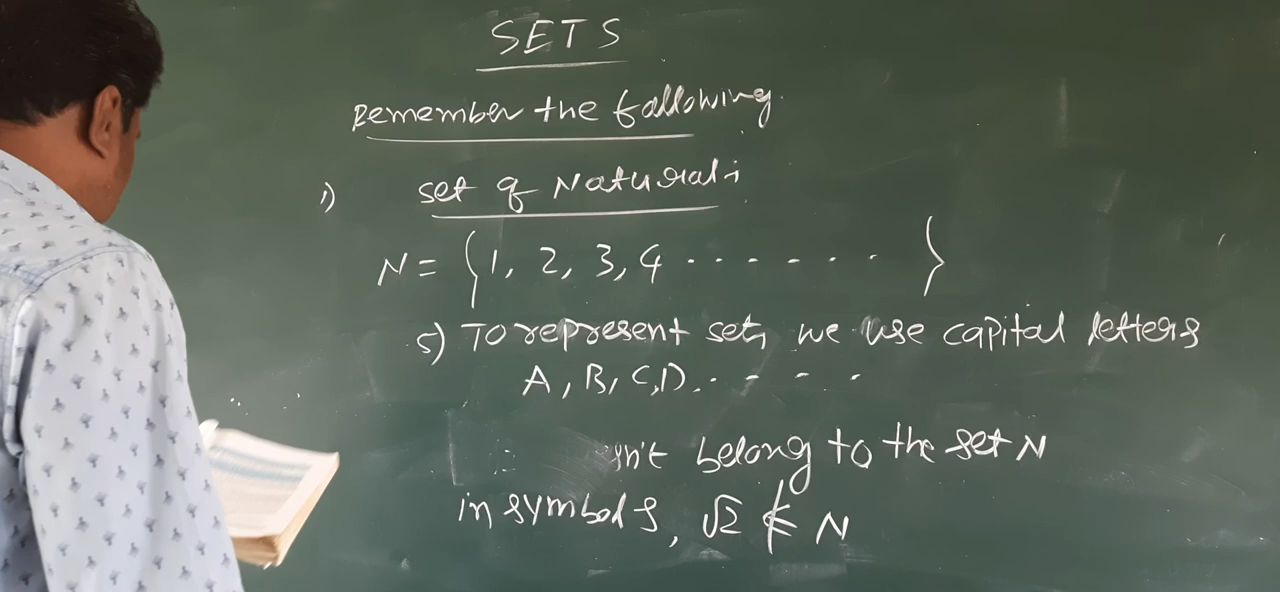 SETS
Remember the following.
1) Set of Naturals
N = {1, 2, 3, 4 . . . . . . }
5) To represent sets, we use capital letters
A, B, C, D. . . . .
belong to the set N
in symbols, √2 ∉ N